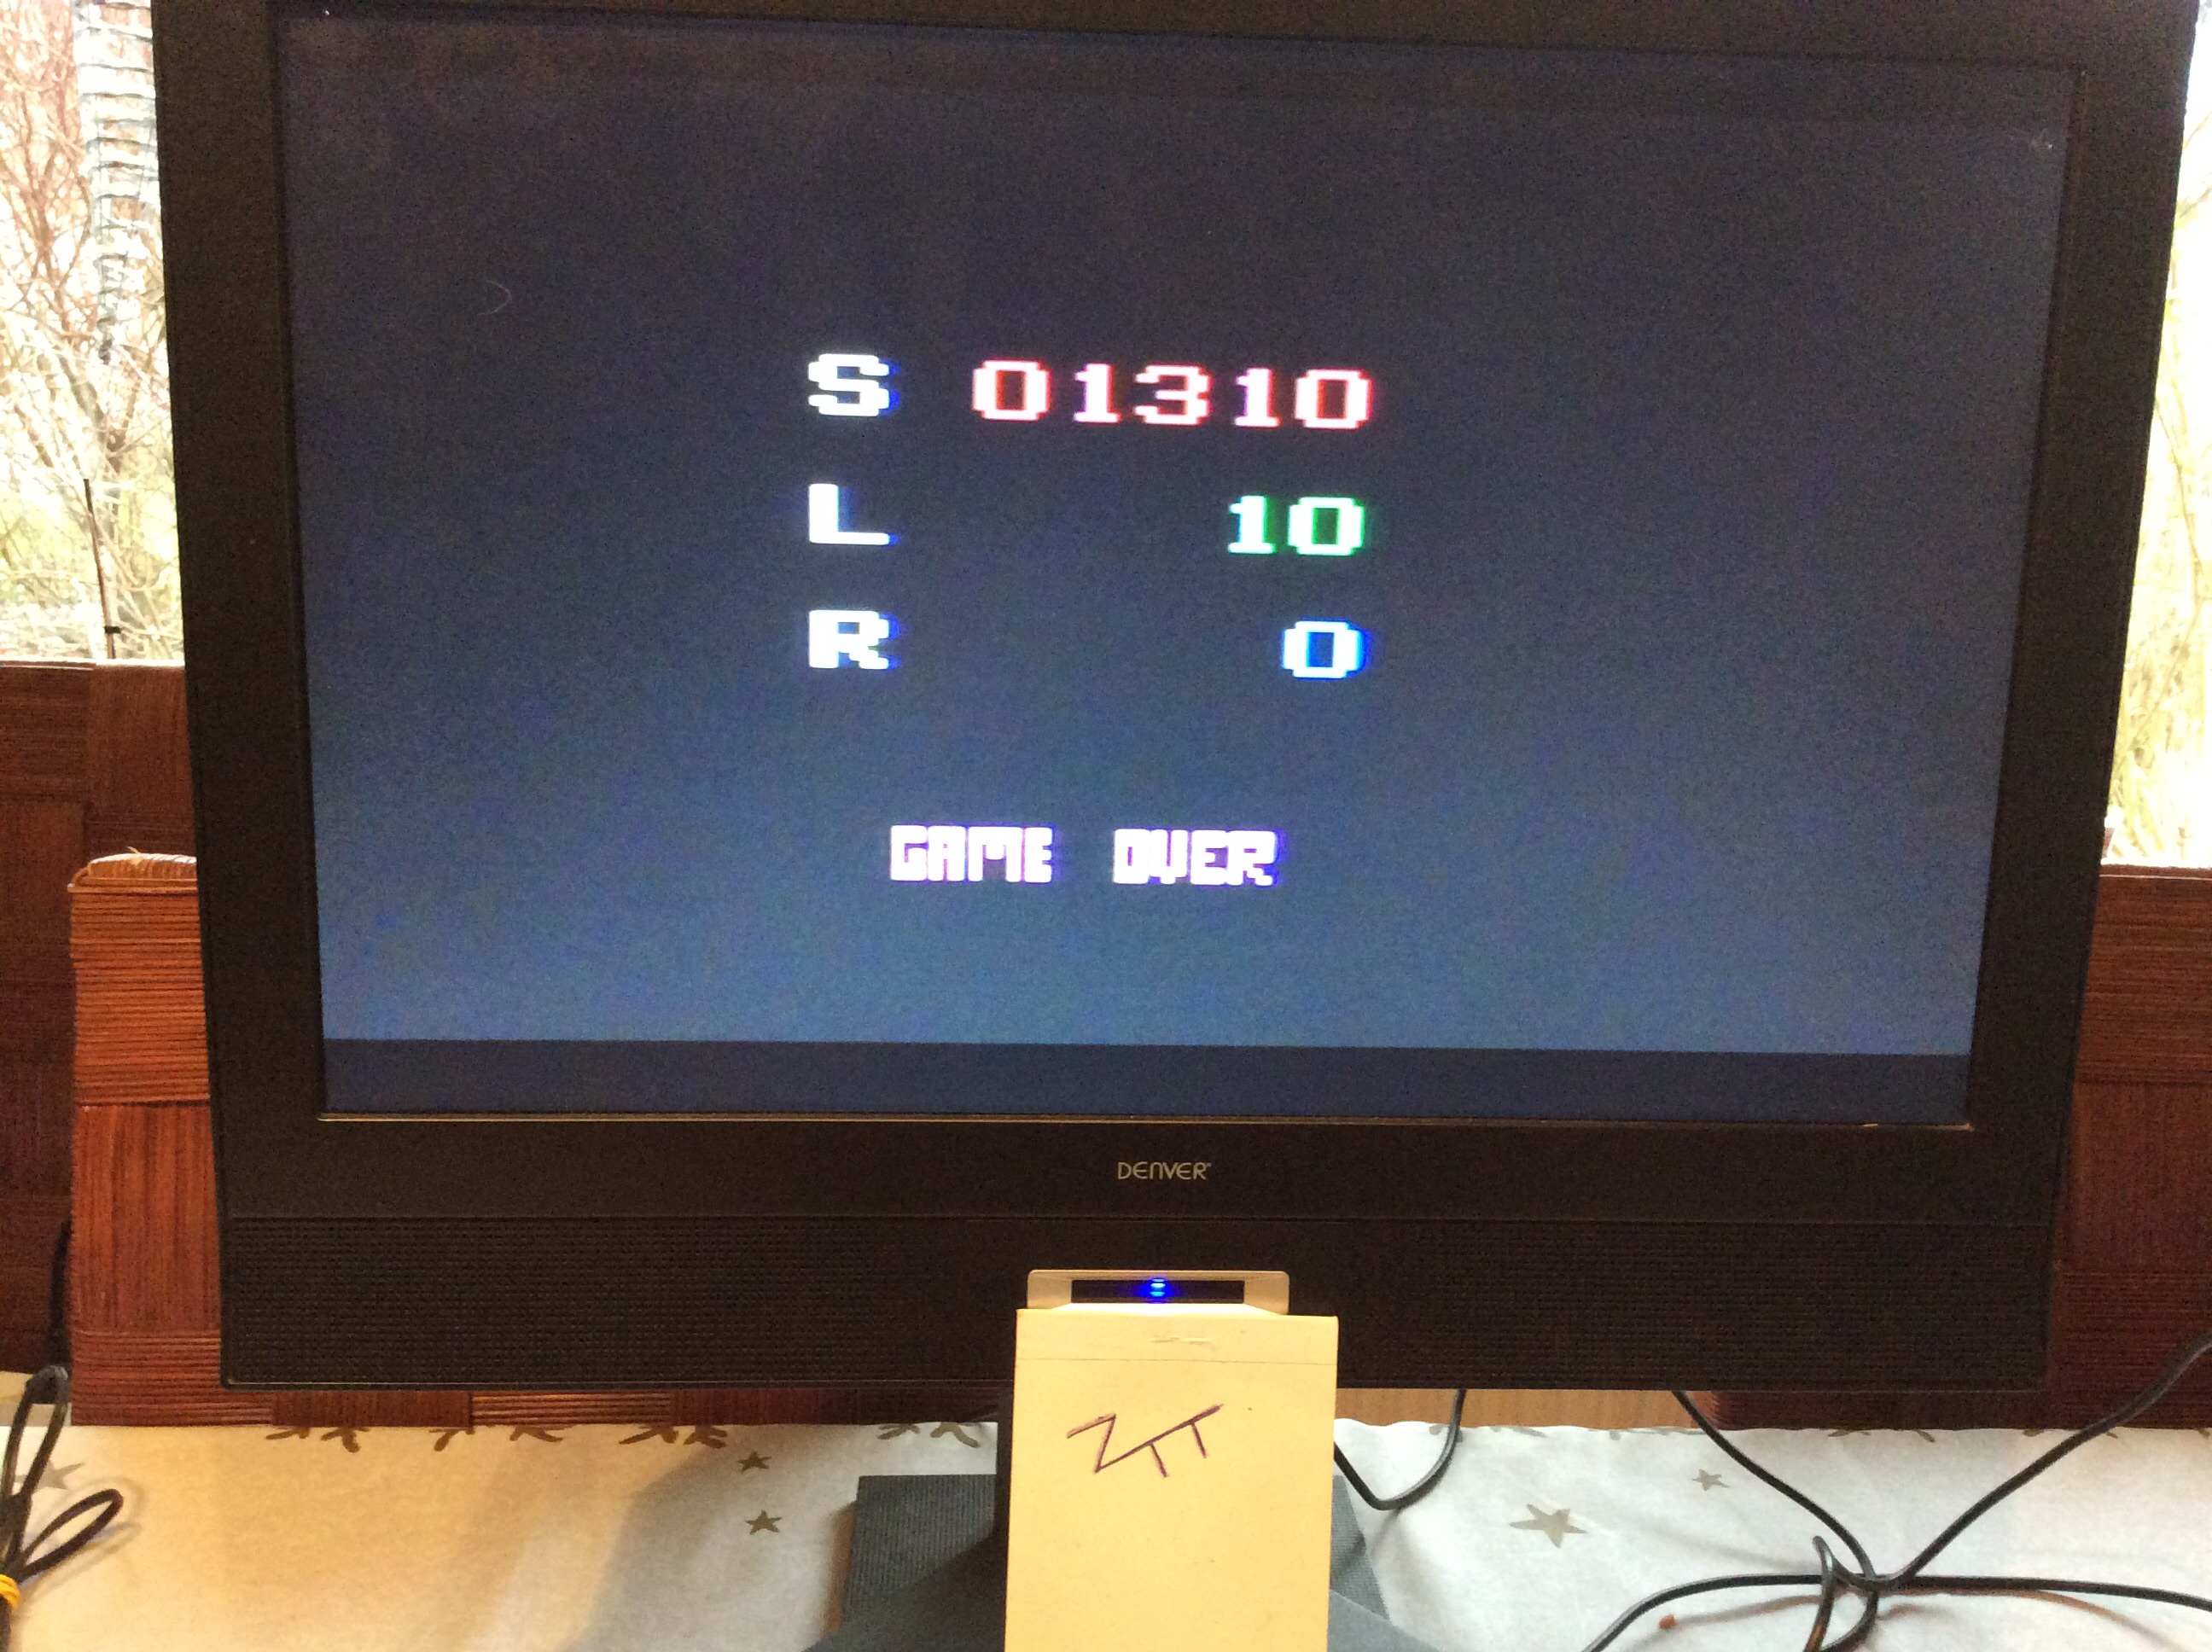 S 01310
L 10
R 0
GAME OVER
DENVER
ZTT